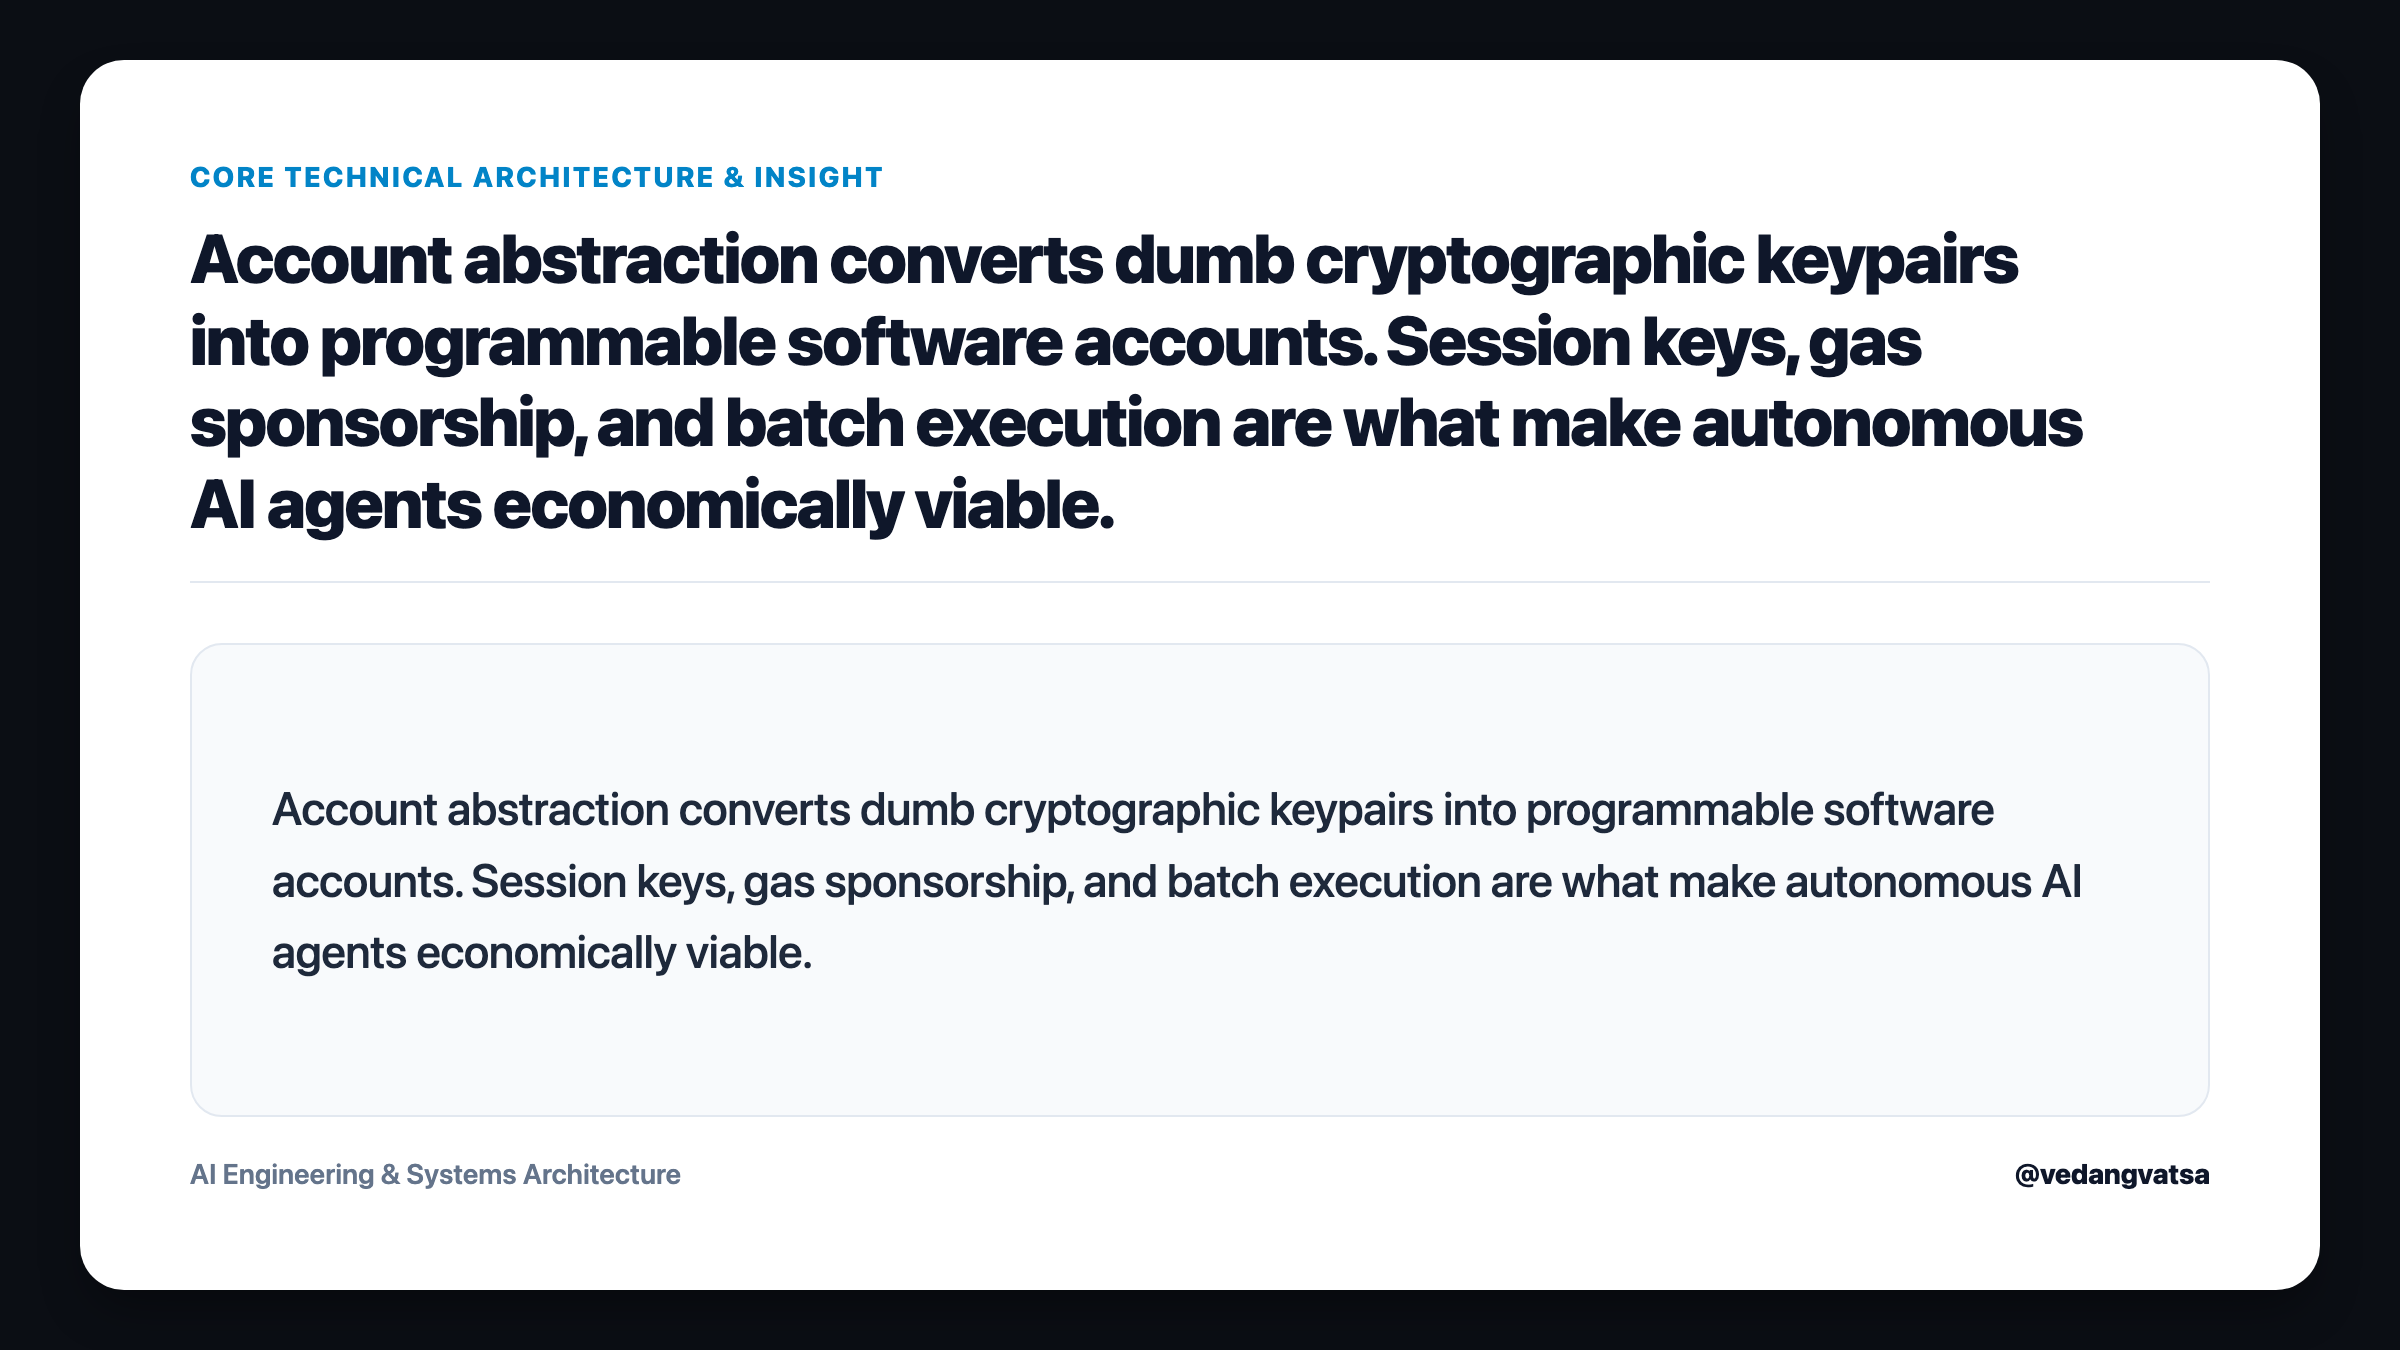 CORE TECHNICAL ARCHITECTURE & INSIGHT
Account abstraction converts dumb cryptographic keypairs
into programmable software accounts. Session keys, gas
sponsorship, and batch execution are what make autonomous
AI agents economically viable.
Account abstraction converts dumb cryptographic keypairs into programmable software
accounts. Session keys, gas sponsorship, and batch execution are what make autonomous AI
agents economically viable.
AI Engineering & Systems Architecture
@vedangvatsa